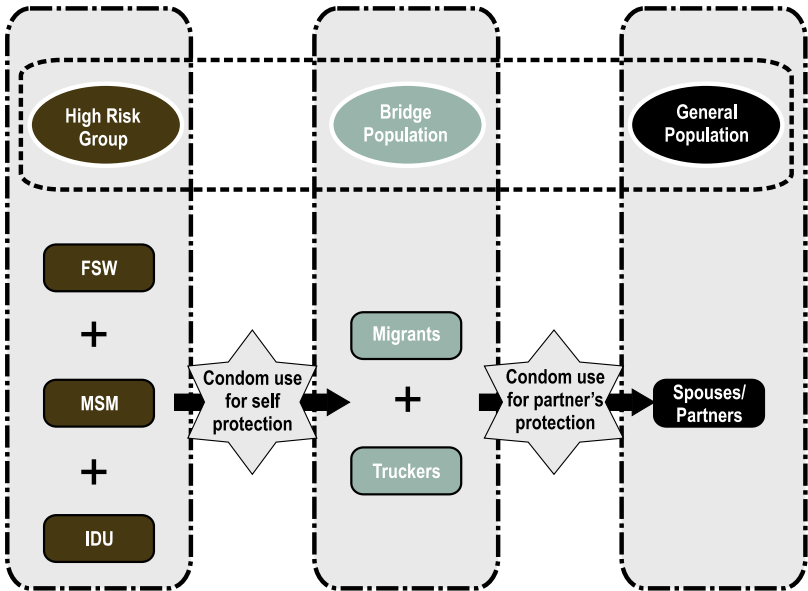 High Risk
Group
Bridge
Population
General
Population
FSW
+
MSM
+
IDU
Condom use
for self
protection
Migrants
+
Truckers
Condom use
for partner's
protection
Spouses/
Partners